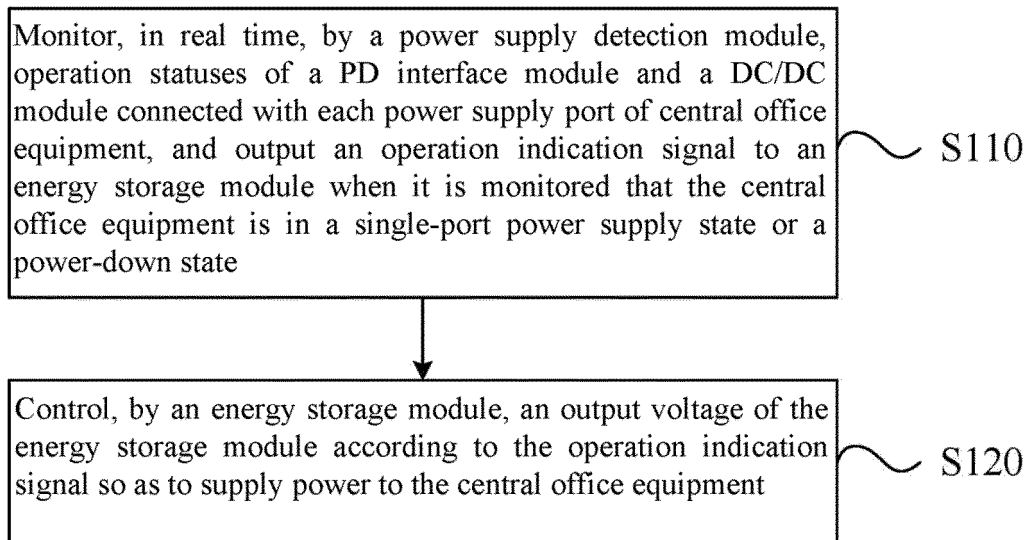 Monitor, in real time, by a power supply detection module,
operation statuses of a PD interface module and a DC/DC
module connected with each power supply port of central office
equipment, and output an operation indication signal to an
energy storage module when it is monitored that the central
office equipment is in a single-port power supply state or a
power-down state
S110
Control, by an energy storage module, an output voltage of the
energy storage module according to the operation indication
signal so as to supply power to the central office equipment
S120